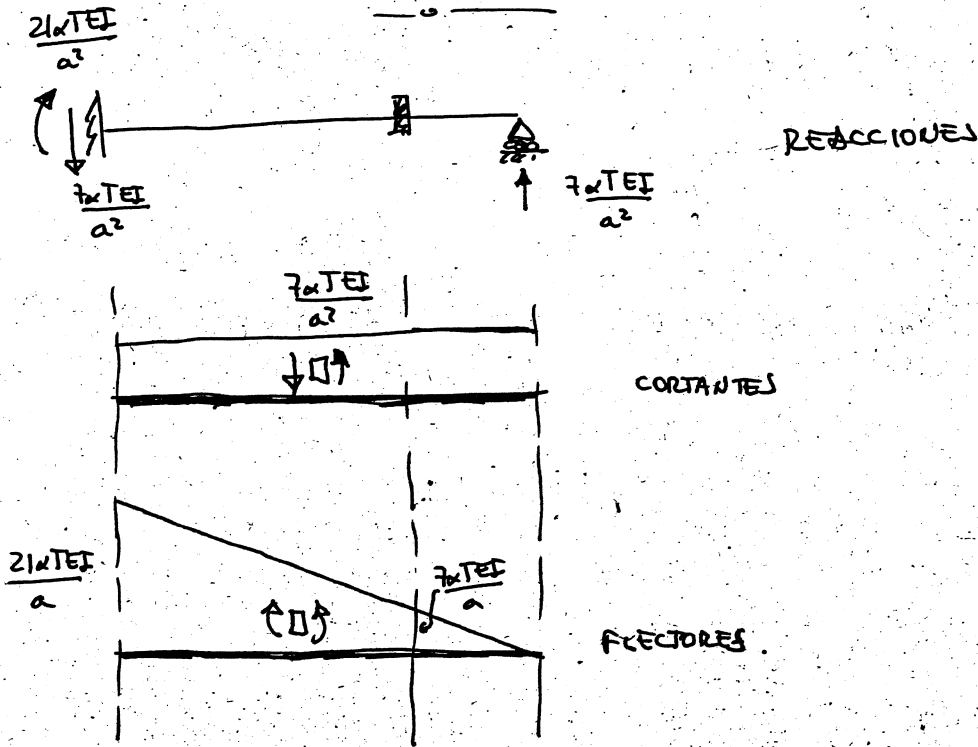 21αTEI
a²
7αTEI
a²
7αTEI
a²
REACCIONES
7αTEI
a²
CORTANTES
21αTEI
a
7αTEI
a
FLECTORES.